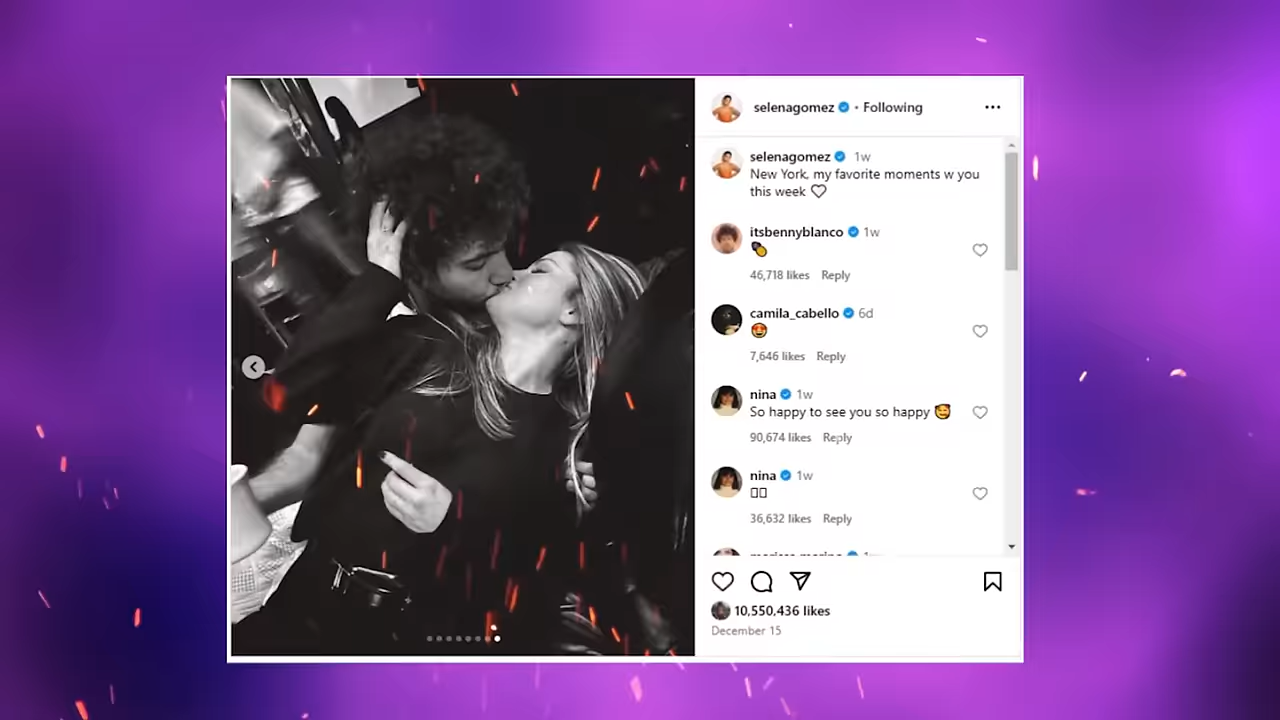 selenagomez • Following
selenagomez 1w
New York, my favorite moments w you
this week
itsbennyblanco 1w
46,718 likes Reply
camila_cabello 6d
7,646 likes Reply
nina 1w
So happy to see you so happy
90,674 likes Reply
nina 1w
36,632 likes Reply
10,550,436 likes
December 15